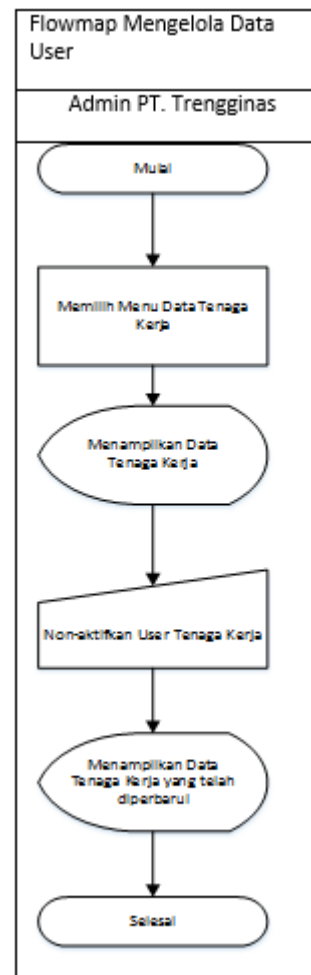 Flowmap Mengelola Data
User
Admin PT. Trengginas
Mulai
Memilih Menu Data Tenaga
Kerja
Menampilkan Data
Tenaga Kerja
Non-aktifkan User Tenaga Kerja
Menampilkan Data
Tenaga Kerja yang telah
diperbarui
Selesai